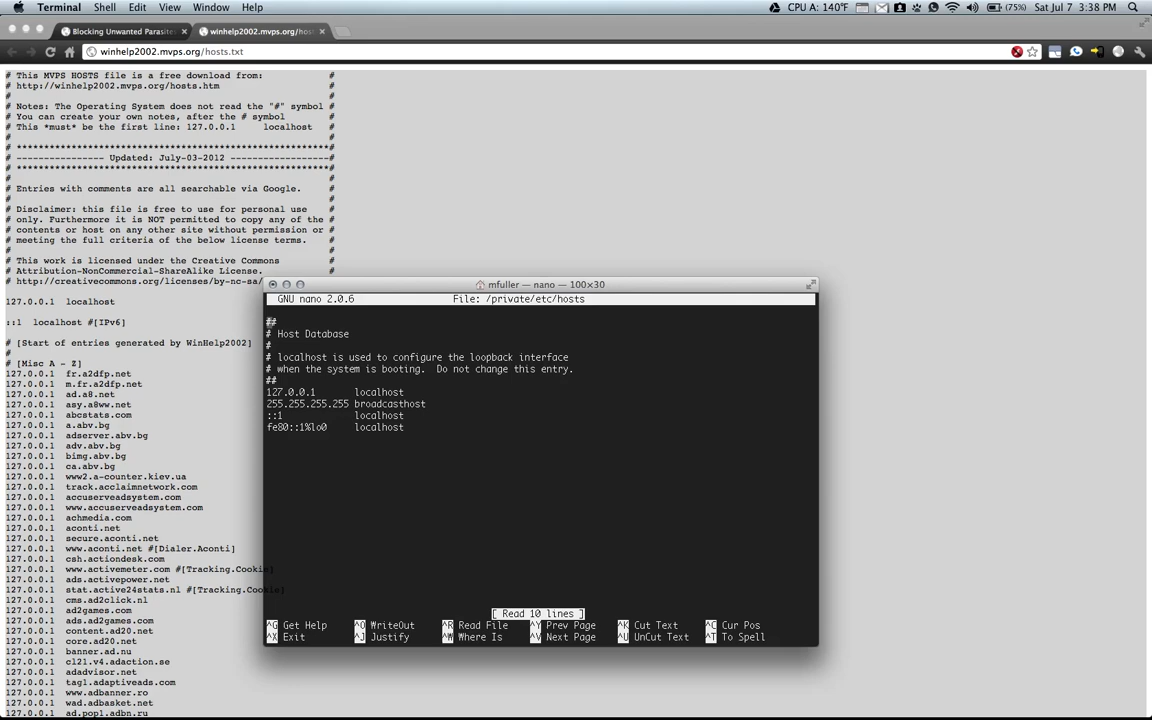 Terminal Shell Edit View Window Help
CPU A: 140°F (75%) Sat Jul 7 3:38 PM
Blocking Unwanted Parasite × winhelp2002.mvps.org/hosts ×
winhelp2002.mvps.org/hosts.txt
# This MVPS HOSTS file is a free download from: #
# http://winhelp2002.mvps.org/hosts.htm #
# #
# Notes: The Operating System does not read the "#" symbol #
# You can create your own notes, after the # symbol #
# This *must* be the first line: 127.0.0.1 localhost #
# #
#**********************************************************#
# ---------------- Updated: July-03-2012 ------------------#
#**********************************************************#
# #
# Entries with comments are all searchable via Google. #
# #
# Disclaimer: this file is free to use for personal use #
# only. Furthermore it is NOT permitted to copy any of the #
# contents or host on any other site without permission or #
# meeting the full criteria of the below license terms. #
# #
# This work is licensed under the Creative Commons #
# Attribution-NonCommercial-ShareAlike License. #
# http://creativecommons.org/licenses/by-nc-sa/
127.0.0.1 localhost
::1 localhost #[IPv6]
# [Start of entries generated by WinHelp2002]
#
# [Misc A - Z]
127.0.0.1 fr.a2dfp.net
127.0.0.1 m.fr.a2dfp.net
127.0.0.1 ad.a8.net
127.0.0.1 asy.a8ww.net
127.0.0.1 abcstats.com
127.0.0.1 a.abv.bg
127.0.0.1 adserver.abv.bg
127.0.0.1 adv.abv.bg
127.0.0.1 bimg.abv.bg
127.0.0.1 ca.abv.bg
127.0.0.1 www2.a-counter.kiev.ua
127.0.0.1 track.acclaimnetwork.com
127.0.0.1 accuserveadsystem.com
127.0.0.1 www.accuserveadsystem.com
127.0.0.1 achmedia.com
127.0.0.1 aconti.net
127.0.0.1 secure.aconti.net
127.0.0.1 www.aconti.net #[Dialer.Aconti]
127.0.0.1 csh.actiondesk.com
127.0.0.1 www.activemeter.com #[Tracking.Cookie]
127.0.0.1 ads.activepower.net
127.0.0.1 stat.active24stats.nl #[Tracking.Cookie]
127.0.0.1 cms.ad2click.nl
127.0.0.1 ad2games.com
127.0.0.1 ads.ad2games.com
127.0.0.1 content.ad20.net
127.0.0.1 core.ad20.net
127.0.0.1 banner.ad.nu
127.0.0.1 cl21.v4.adaction.se
127.0.0.1 adadvisor.net
127.0.0.1 tag1.adaptiveads.com
127.0.0.1 www.adbanner.ro
127.0.0.1 wad.adbasket.net
127.0.0.1 ad.pop1.adbn.ru
mfuller — nano — 100×30
GNU nano 2.0.6 File: /private/etc/hosts
##
# Host Database
#
# localhost is used to configure the loopback interface
# when the system is booting. Do not change this entry.
##
127.0.0.1 localhost
255.255.255.255 broadcasthost
::1 localhost
fe80::1%lo0 localhost
[ Read 10 lines ]
^G Get Help ^O WriteOut ^R Read File ^Y Prev Page ^K Cut Text ^C Cur Pos
^X Exit ^J Justify ^W Where Is ^V Next Page ^U UnCut Text ^T To Spell